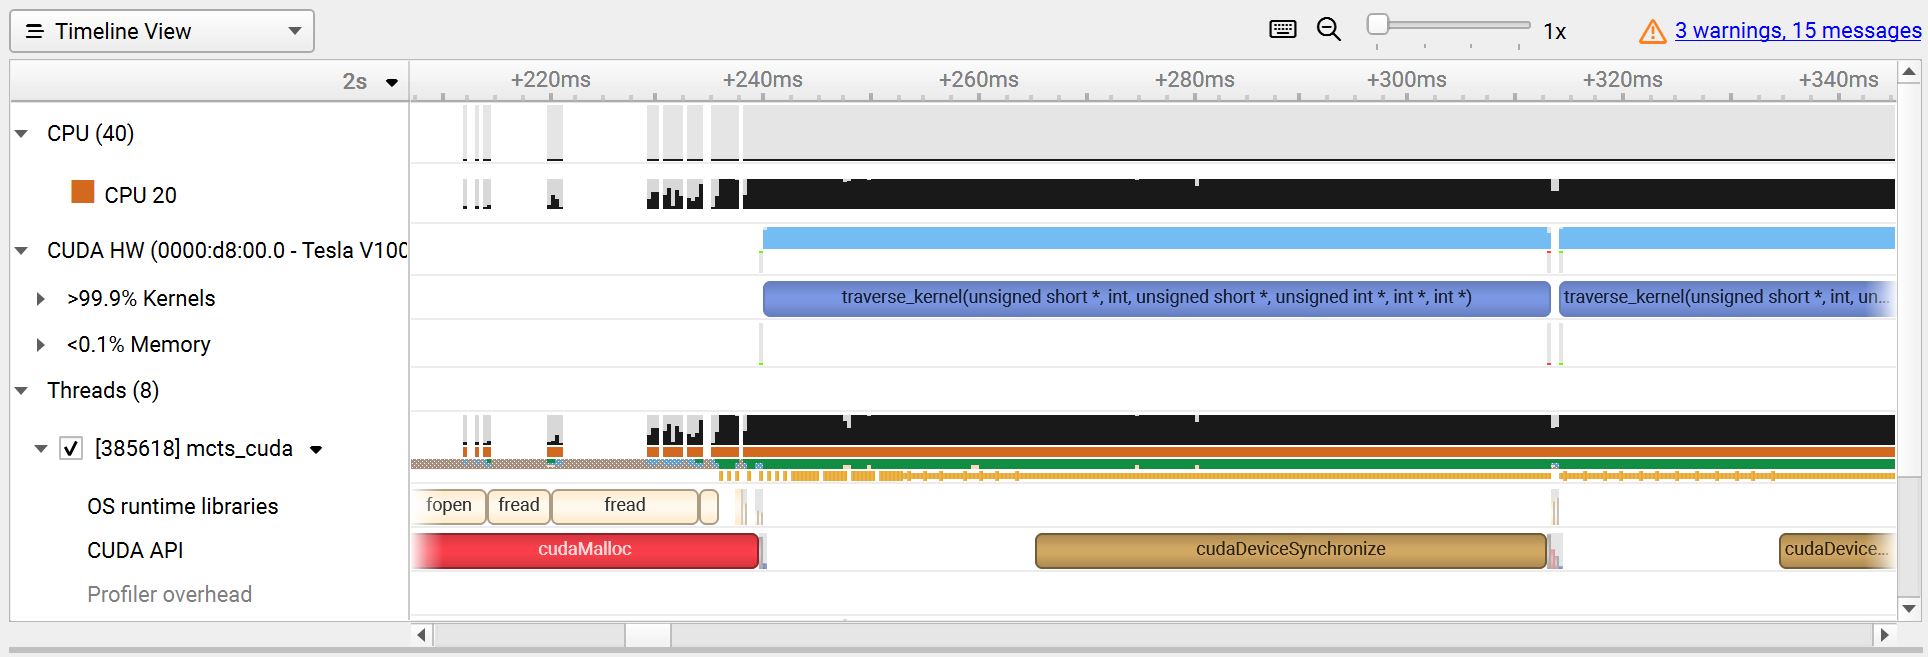 Timeline View
1x
3 warnings, 15 messages
2s
+220ms +240ms +260ms +280ms +300ms +320ms +340ms
CPU (40)
CPU 20
CUDA HW (0000:d8:00.0 - Tesla V100
>99.9% Kernels
traverse_kernel(unsigned short *, int, unsigned short *, unsigned int *, int *, int *)
traverse_kernel(unsigned short *, int, un...
<0.1% Memory
Threads (8)
[385618] mcts_cuda
OS runtime libraries
fopen
fread
fread
CUDA API
cudaMalloc
cudaDeviceSynchronize
cudaDevice...
Profiler overhead